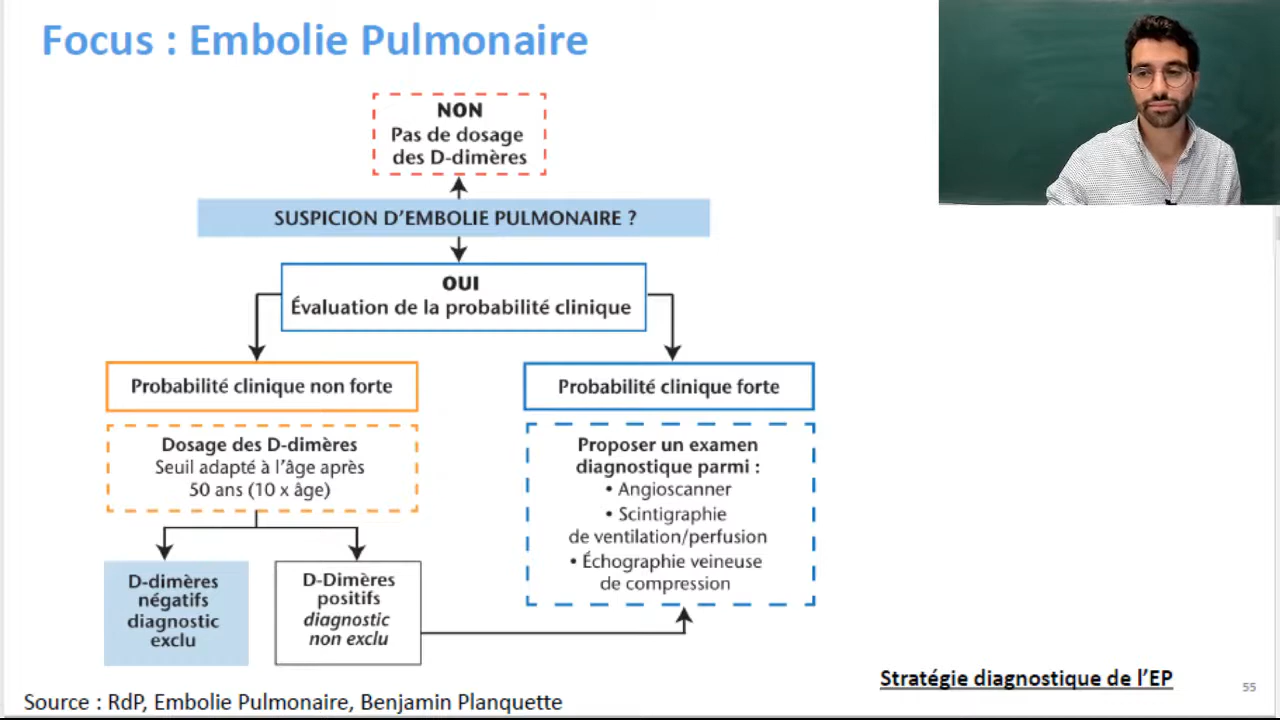 Focus : Embolie Pulmonaire
NON
Pas de dosage
des D-dimères
SUSPICION D'EMBOLIE PULMONAIRE ?
OUI
Évaluation de la probabilité clinique
Probabilité clinique non forte
Dosage des D-dimères
Seuil adapté à l'âge après
50 ans (10 x âge)
D-dimères
négatifs
diagnostic
exclu
D-Dimères
positifs
diagnostic
non exclu
Probabilité clinique forte
Proposer un examen
diagnostique parmi :
• Angioscanner
• Scintigraphie
de ventilation/perfusion
• Échographie veineuse
de compression
Stratégie diagnostique de l'EP
55
Source : RdP, Embolie Pulmonaire, Benjamin Planquette